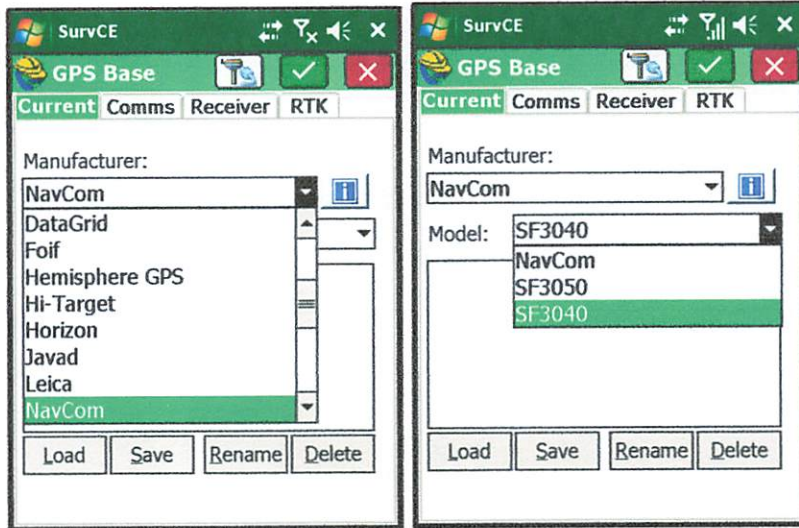 SurvCE
GPS Base
Current Comms Receiver RTK
Manufacturer:
NavCom
DataGrid
Foif
Hemisphere GPS
Hi-Target
Horizon
Javad
Leica
NavCom
Load Save Rename Delete
SurvCE
GPS Base
Current Comms Receiver RTK
Manufacturer:
NavCom
Model: SF3040
NavCom
SF3050
SF3040
Load Save Rename Delete